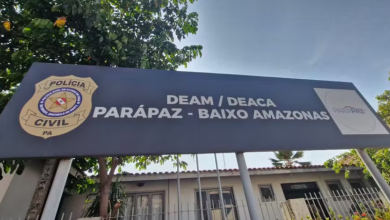 POLÍCIA
CIVIL
PA
DEAM / DEACA
PARÁPAZ - BAIXO AMAZONAS